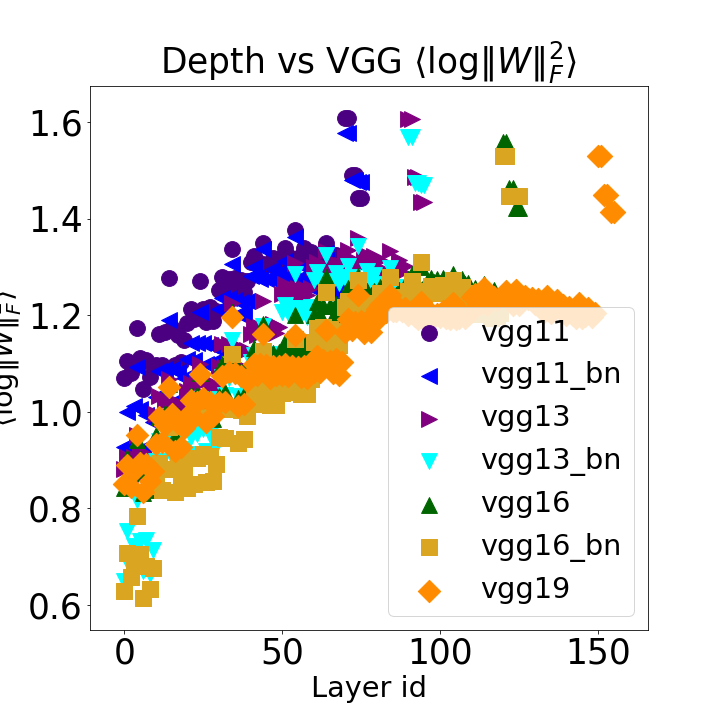 Depth vs VGG ⟨log‖W‖²_F⟩
1.6
1.4
1.2
1.0
0.8
0.6
⟨log‖W‖²_F⟩
0
50
100
150
Layer id
vgg11
vgg11_bn
vgg13
vgg13_bn
vgg16
vgg16_bn
vgg19